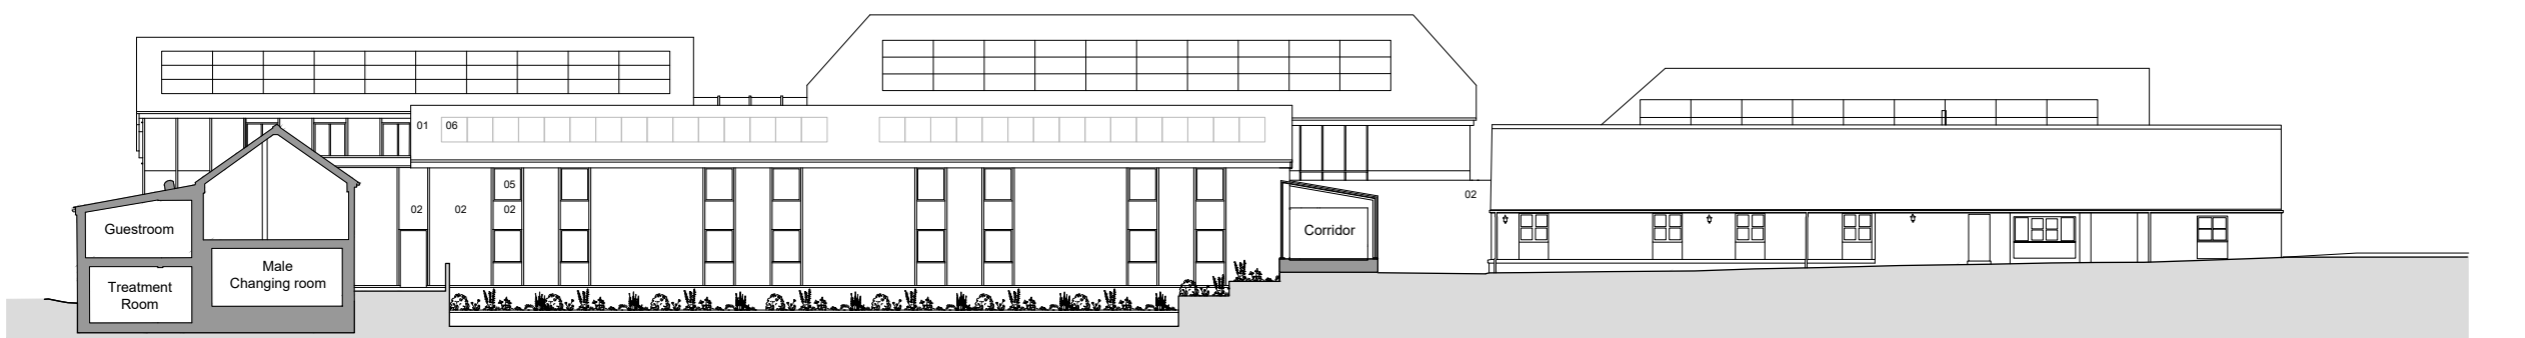 01 06
05
02 02 02
02
Guestroom
Corridor
Male
Changing room
Treatment
Room